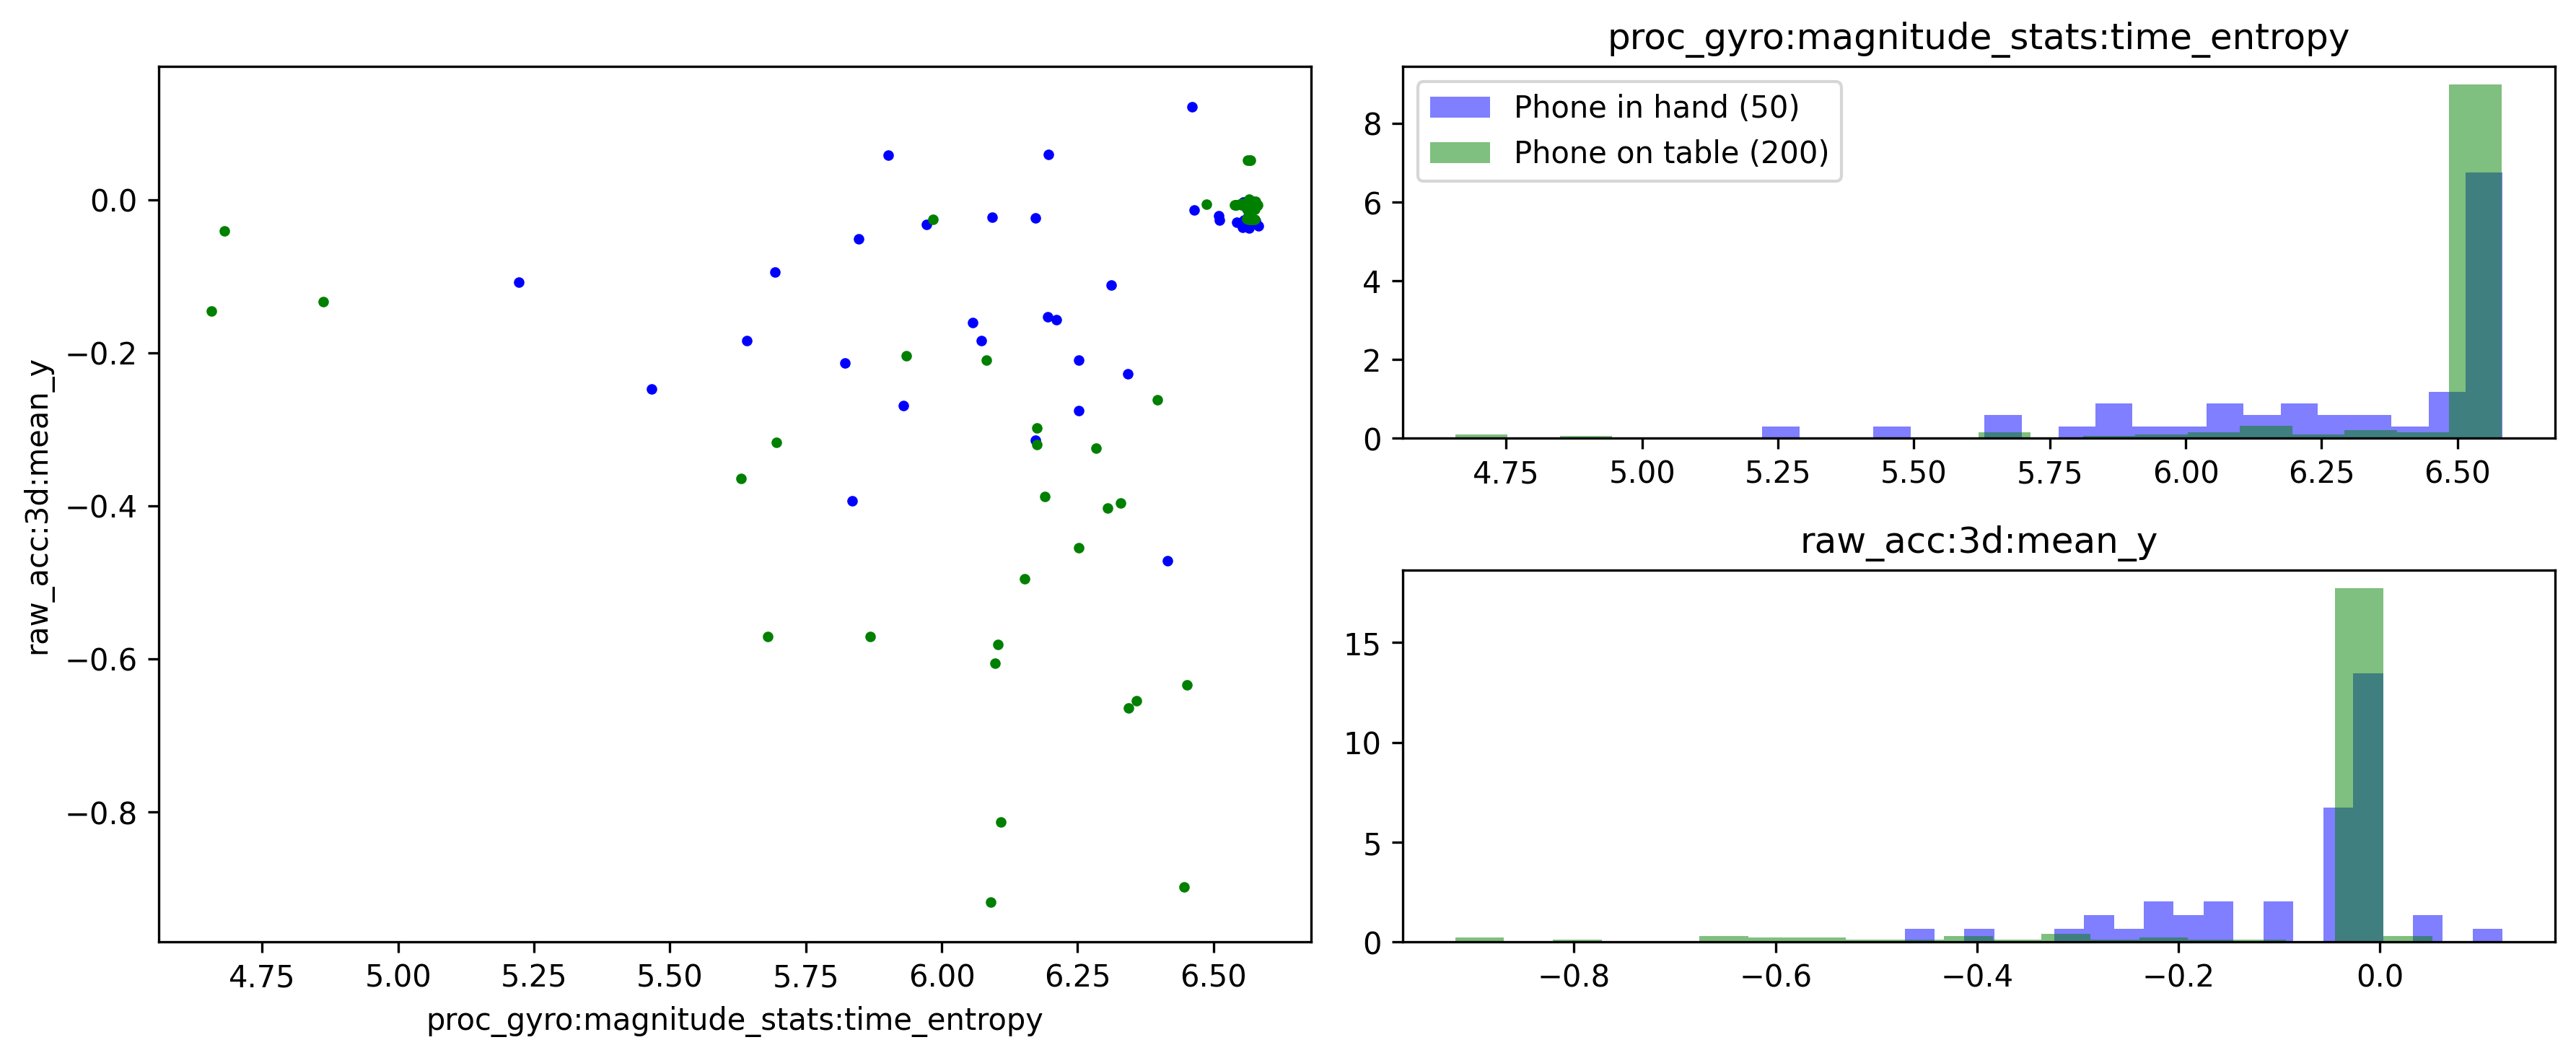 0.0
−0.2
−0.4
−0.6
−0.8
raw_acc:3d:mean_y
4.75 5.00 5.25 5.50 5.75 6.00 6.25 6.50
proc_gyro:magnitude_stats:time_entropy
proc_gyro:magnitude_stats:time_entropy
Phone in hand (50)
Phone on table (200)
8
6
4
2
0
4.75 5.00 5.25 5.50 5.75 6.00 6.25 6.50
raw_acc:3d:mean_y
15
10
5
0
−0.8 −0.6 −0.4 −0.2 0.0